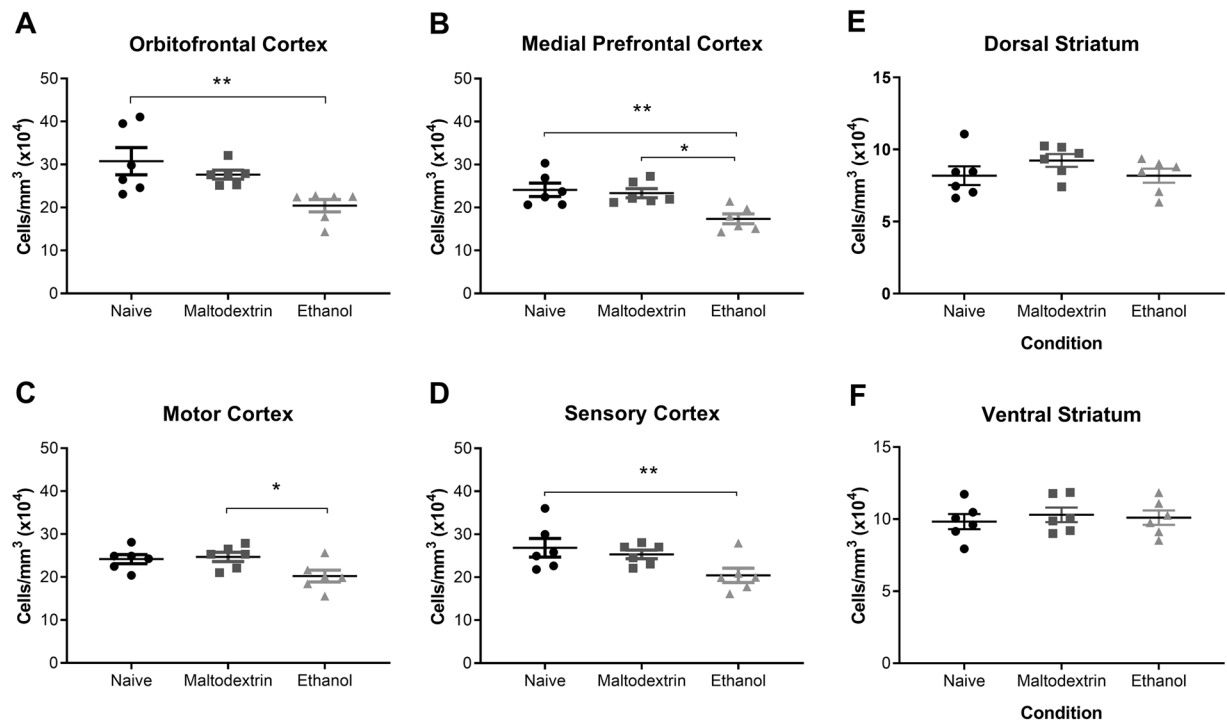 A
Orbitofrontal Cortex
Cells/mm³ (x10⁴)
50
40
30
20
10
0
**
Naive Maltodextrin Ethanol
B
Medial Prefrontal Cortex
Cells/mm³ (x10⁴)
50
40
30
20
10
0
**
*
Naive Maltodextrin Ethanol
E
Dorsal Striatum
Cells/mm³ (x10⁴)
15
10
5
0
Naive Maltodextrin Ethanol
Condition
C
Motor Cortex
Cells/mm³ (x10⁴)
50
40
30
20
10
0
*
Naive Maltodextrin Ethanol
D
Sensory Cortex
Cells/mm³ (x10⁴)
50
40
30
20
10
0
**
Naive Maltodextrin Ethanol
F
Ventral Striatum
Cells/mm³ (x10⁴)
15
10
5
0
Naive Maltodextrin Ethanol
Condition